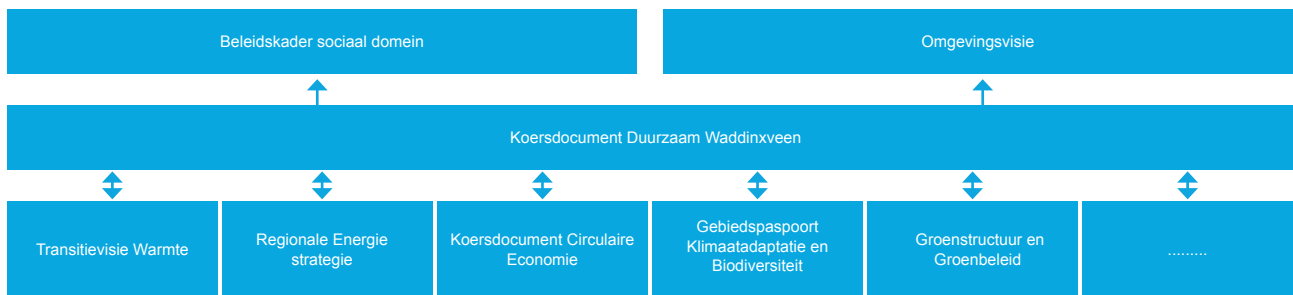 Beleidskader sociaal domein
Omgevingsvisie
Koersdocument Duurzaam Waddinxveen
Transitievisie Warmte
Regionale Energie
strategie
Koersdocument Circulaire
Economie
Gebiedspaspoort
Klimaatadaptatie en
Biodiversiteit
Groenstructuur en
Groenbeleid
.........